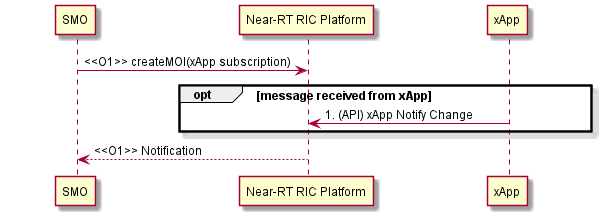 SMO
Near-RT RIC Platform
xApp
<<O1>> createMOI(xApp subscription)
opt
[message received from xApp]
1. (API) xApp Notify Change
<<O1>> Notification
SMO
Near-RT RIC Platform
xApp